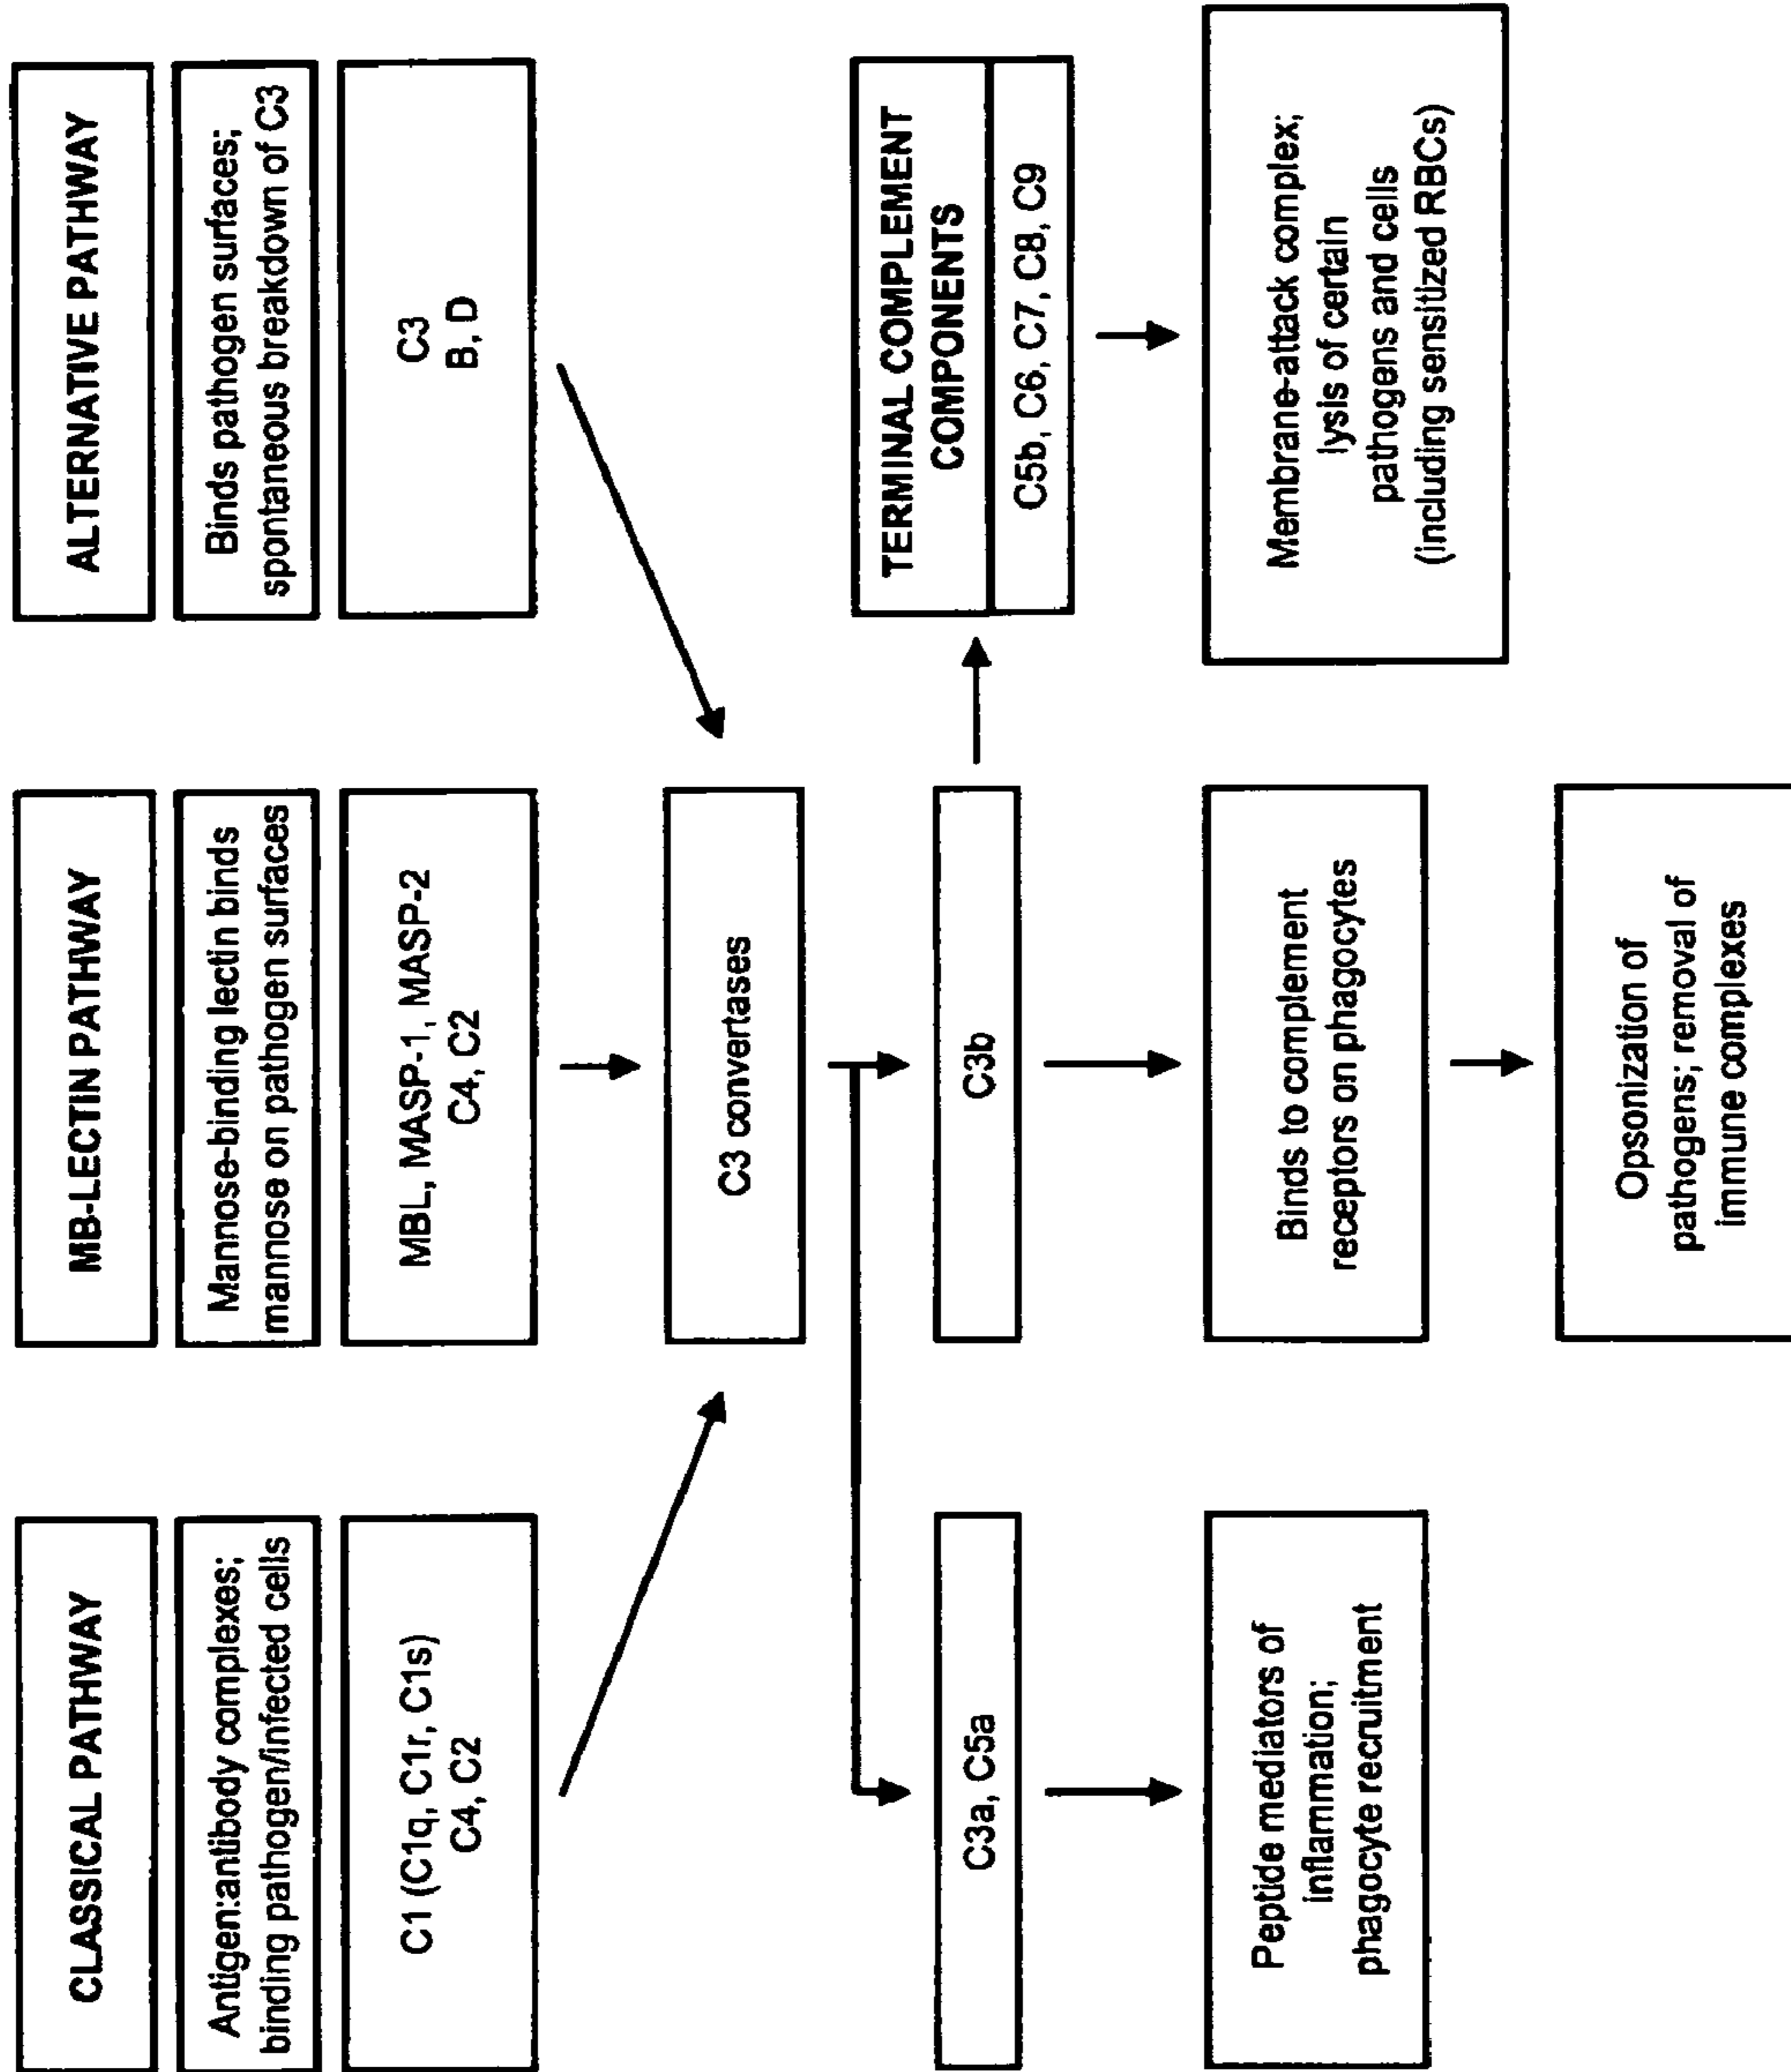 CLASSICAL PATHWAY
Antigen:antibody complexes;
binding pathogen/infected cells
C1 (C1q, C1r, C1s)
C4, C2
MB-LECTIN PATHWAY
Mannose-binding lectin binds
mannose on pathogen surfaces
MBL, MASP-1, MASP-2
C4, C2
ALTERNATIVE PATHWAY
Binds pathogen surfaces;
spontaneous breakdown of C3
C3
B, D
C3 convertases
C3a, C5a
C3b
TERMINAL COMPLEMENT
COMPONENTS
C5b, C6, C7, C8, C9
Peptide mediators of
inflammation;
phagocyte recruitment
Binds to complement
receptors on phagocytes
Membrane-attack complex;
lysis of certain
pathogens and cells
(including sensitized RBCs)
Opsonization of
pathogens; removal of
immune complexes